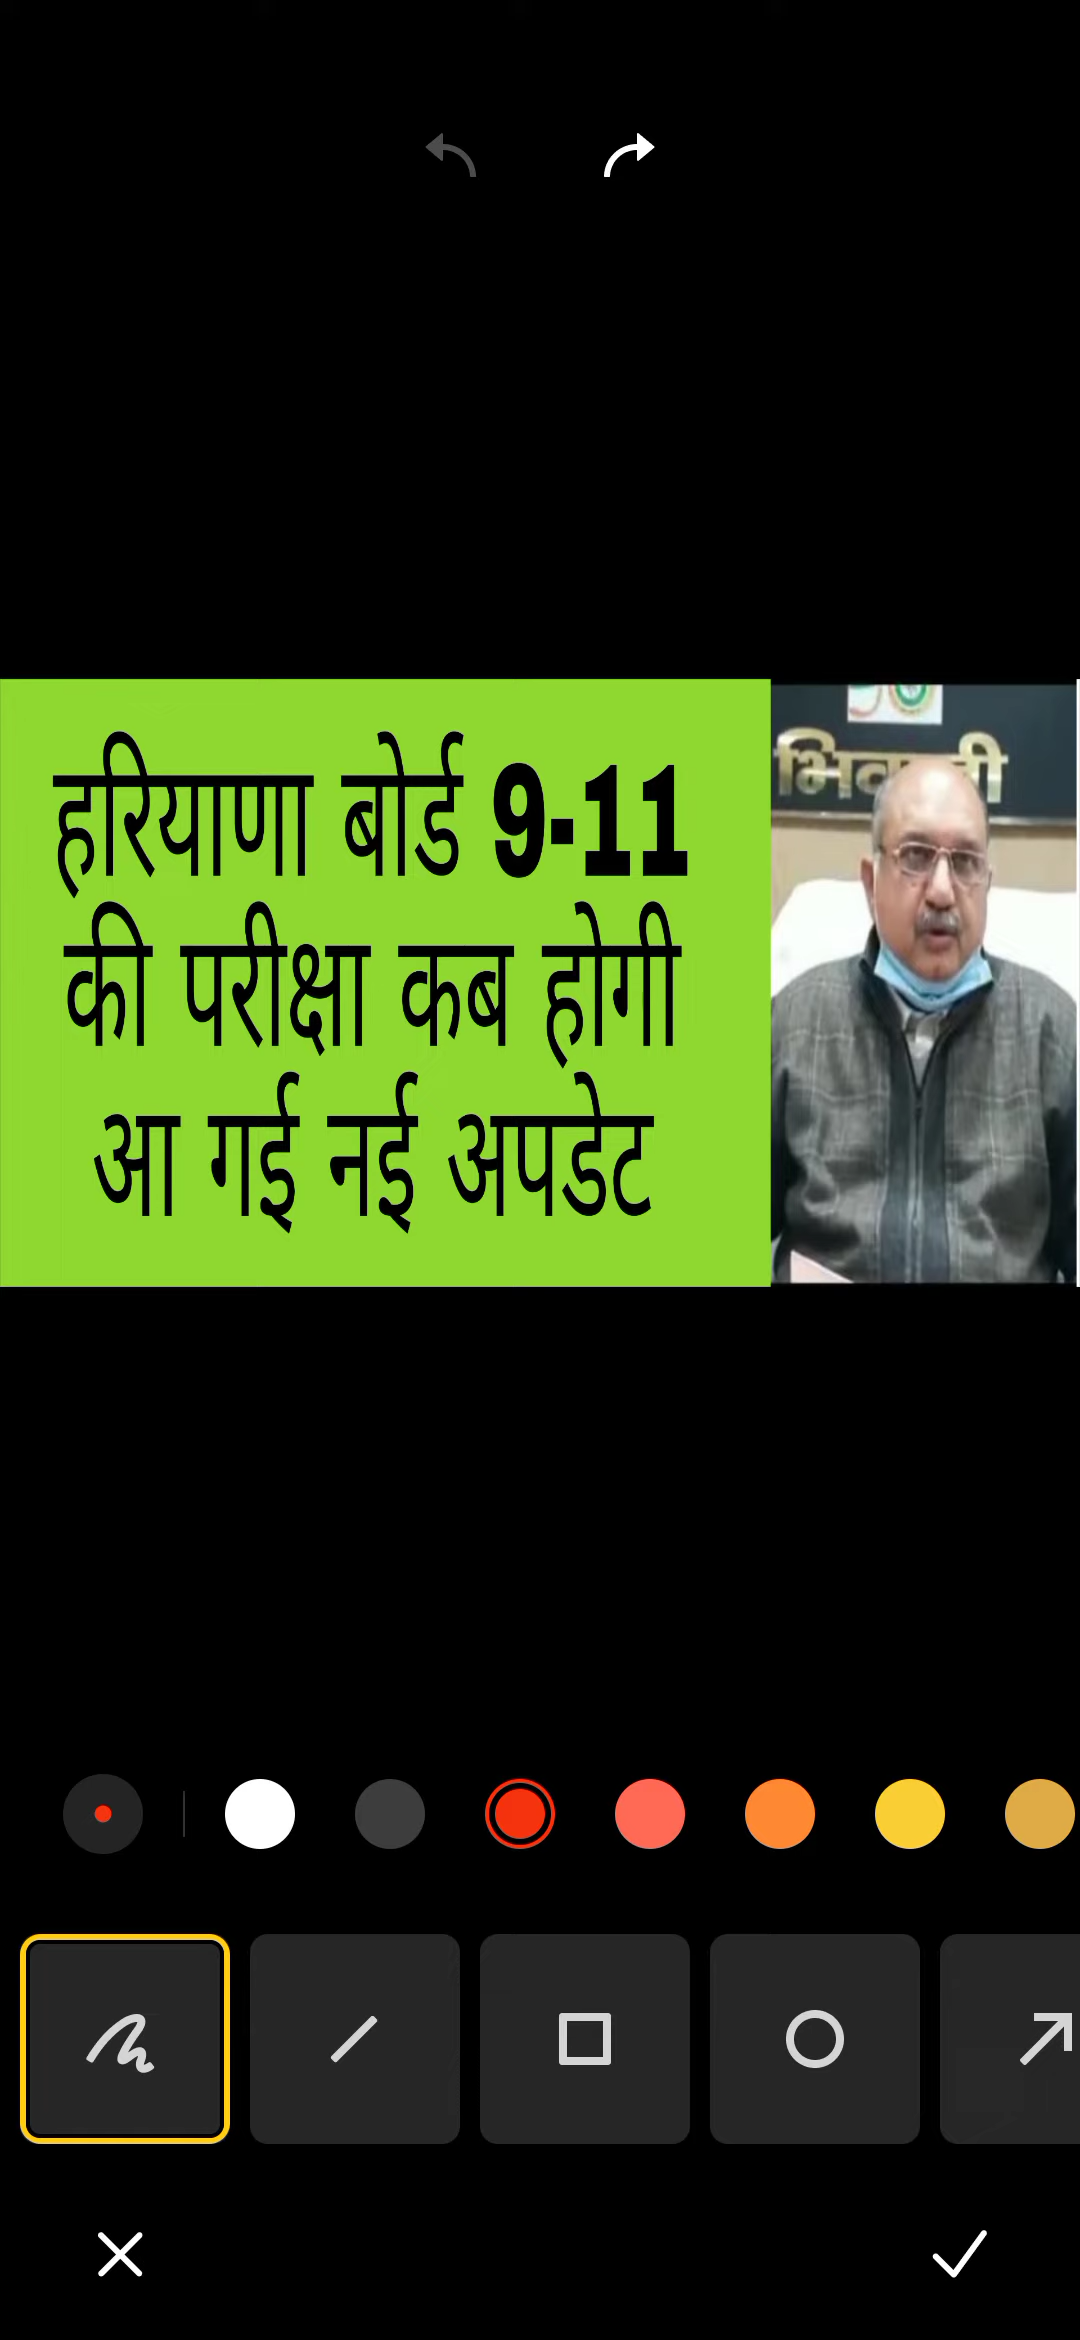 हरियाणा बोर्ड 9-11
की परीक्षा कब होगी
आ गई नई अपडेट